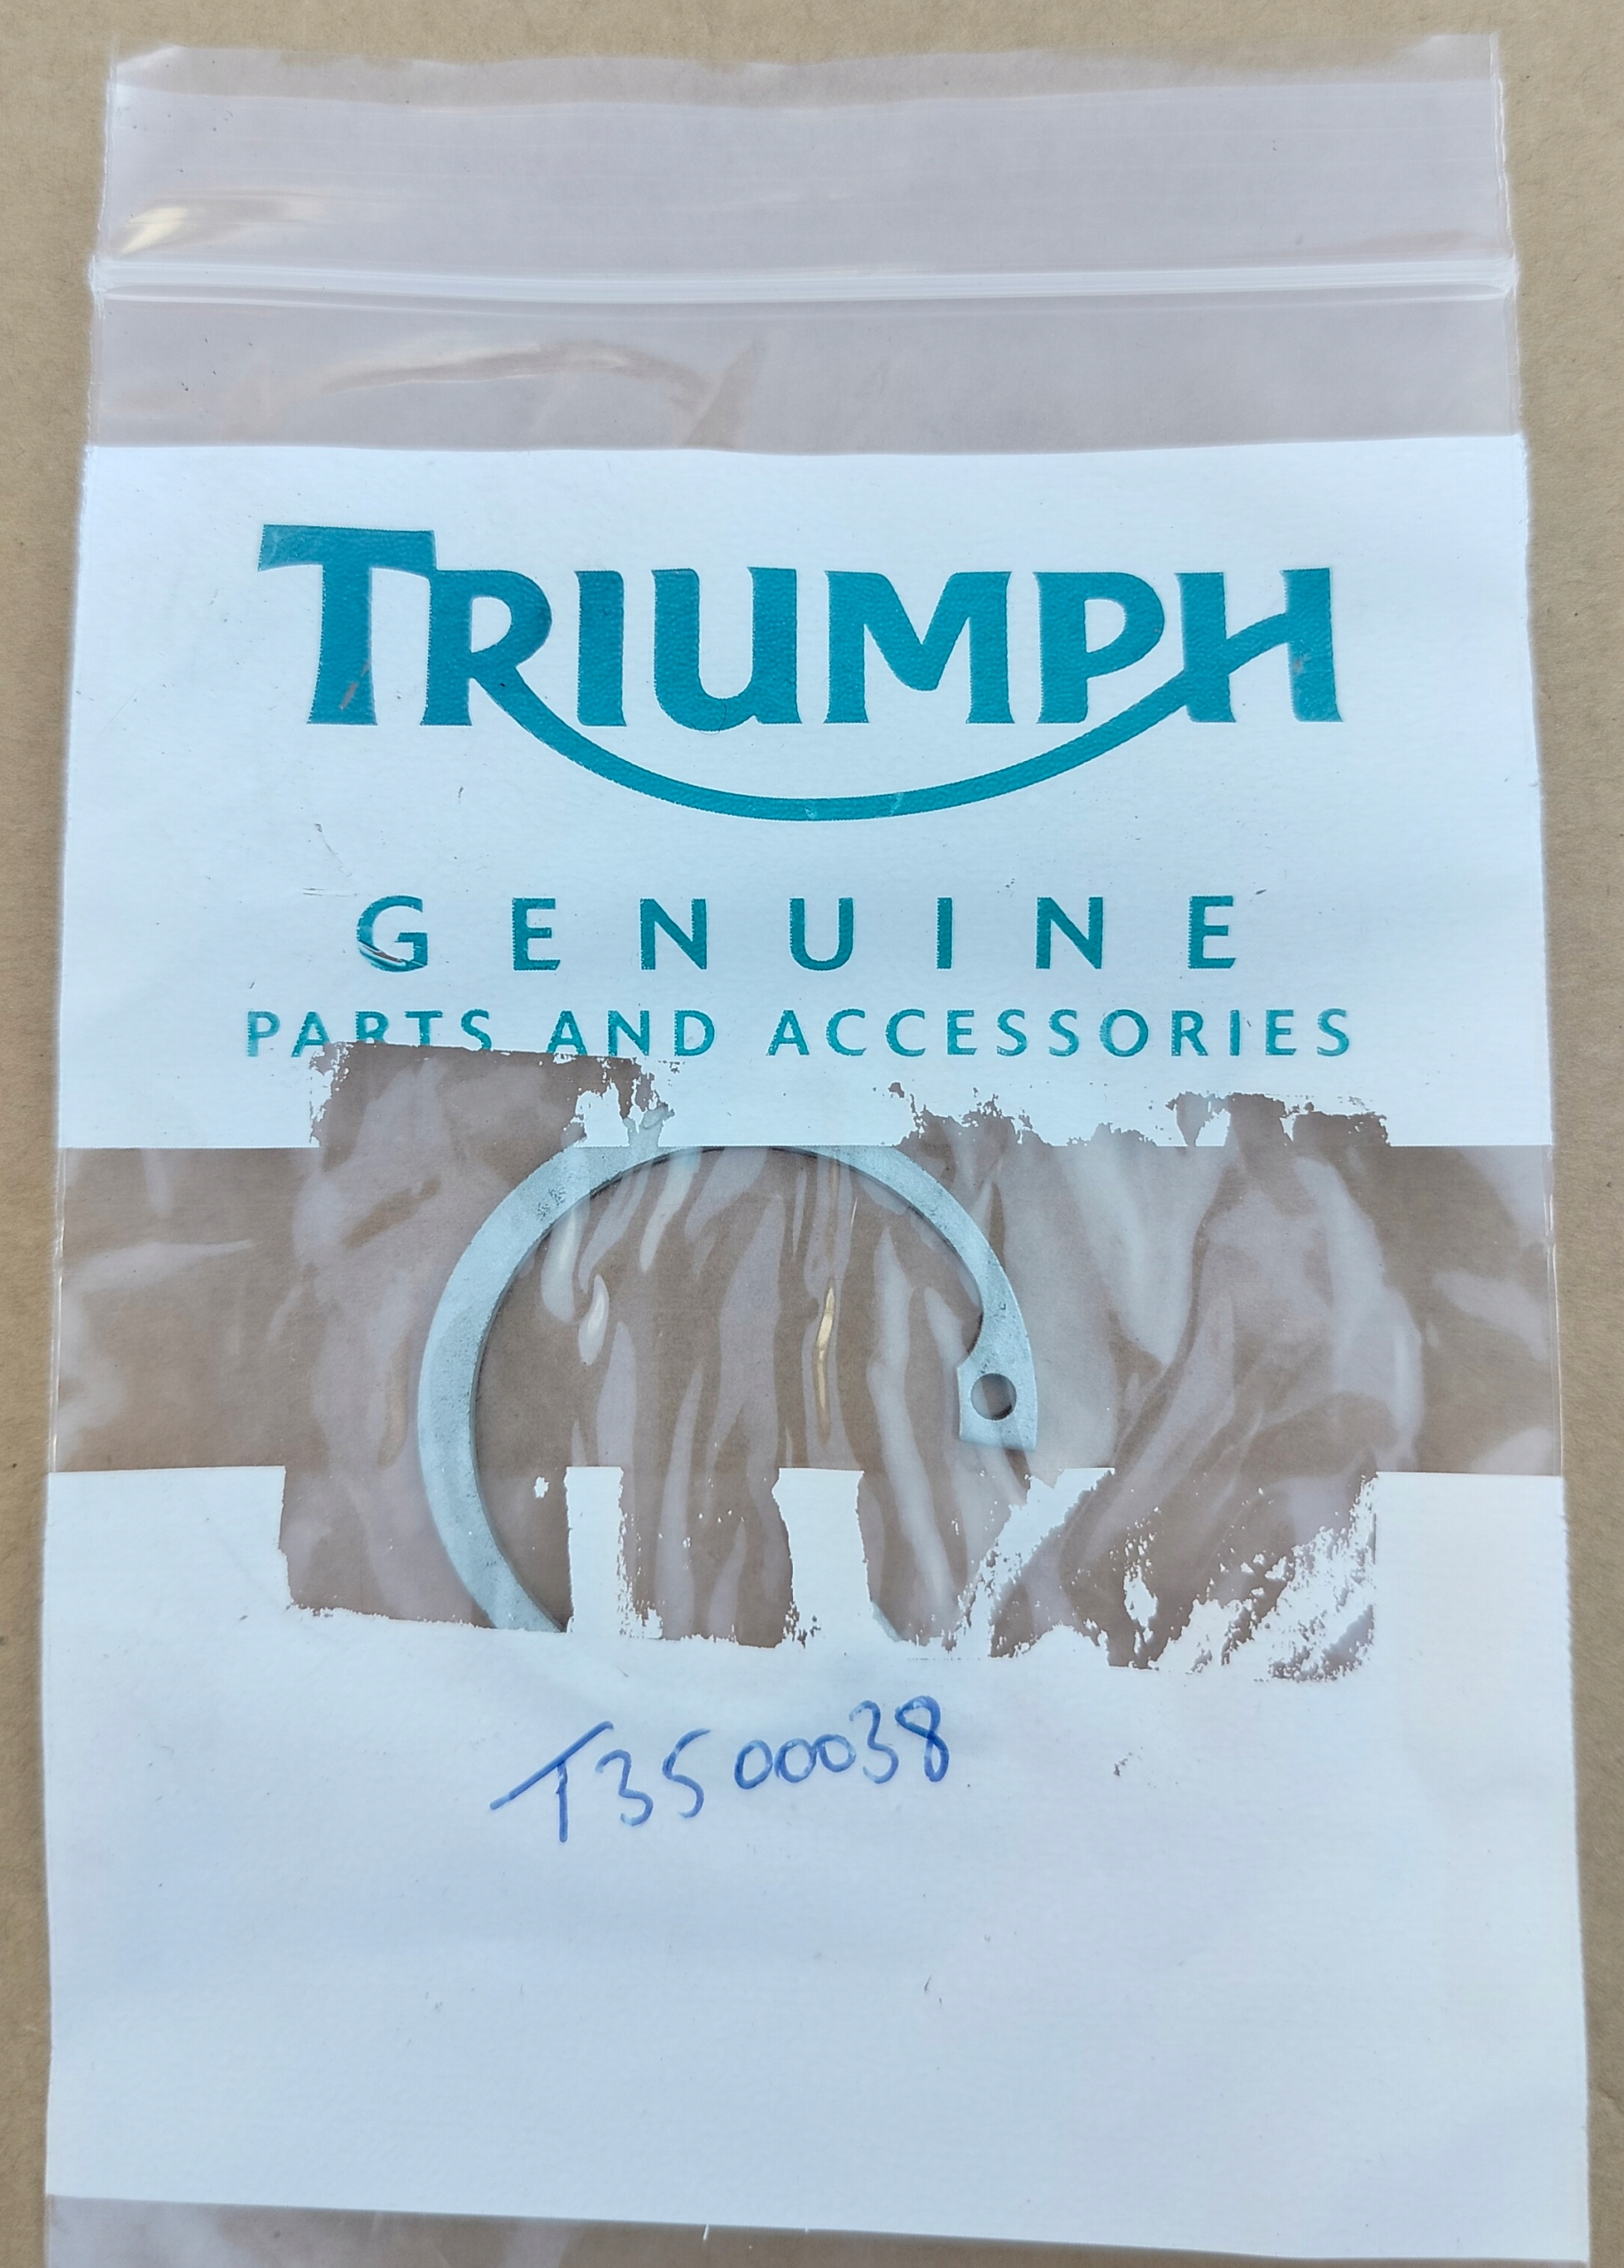 TRIUMPH
GENUINE
PARTS AND ACCESSORIES
T3500038